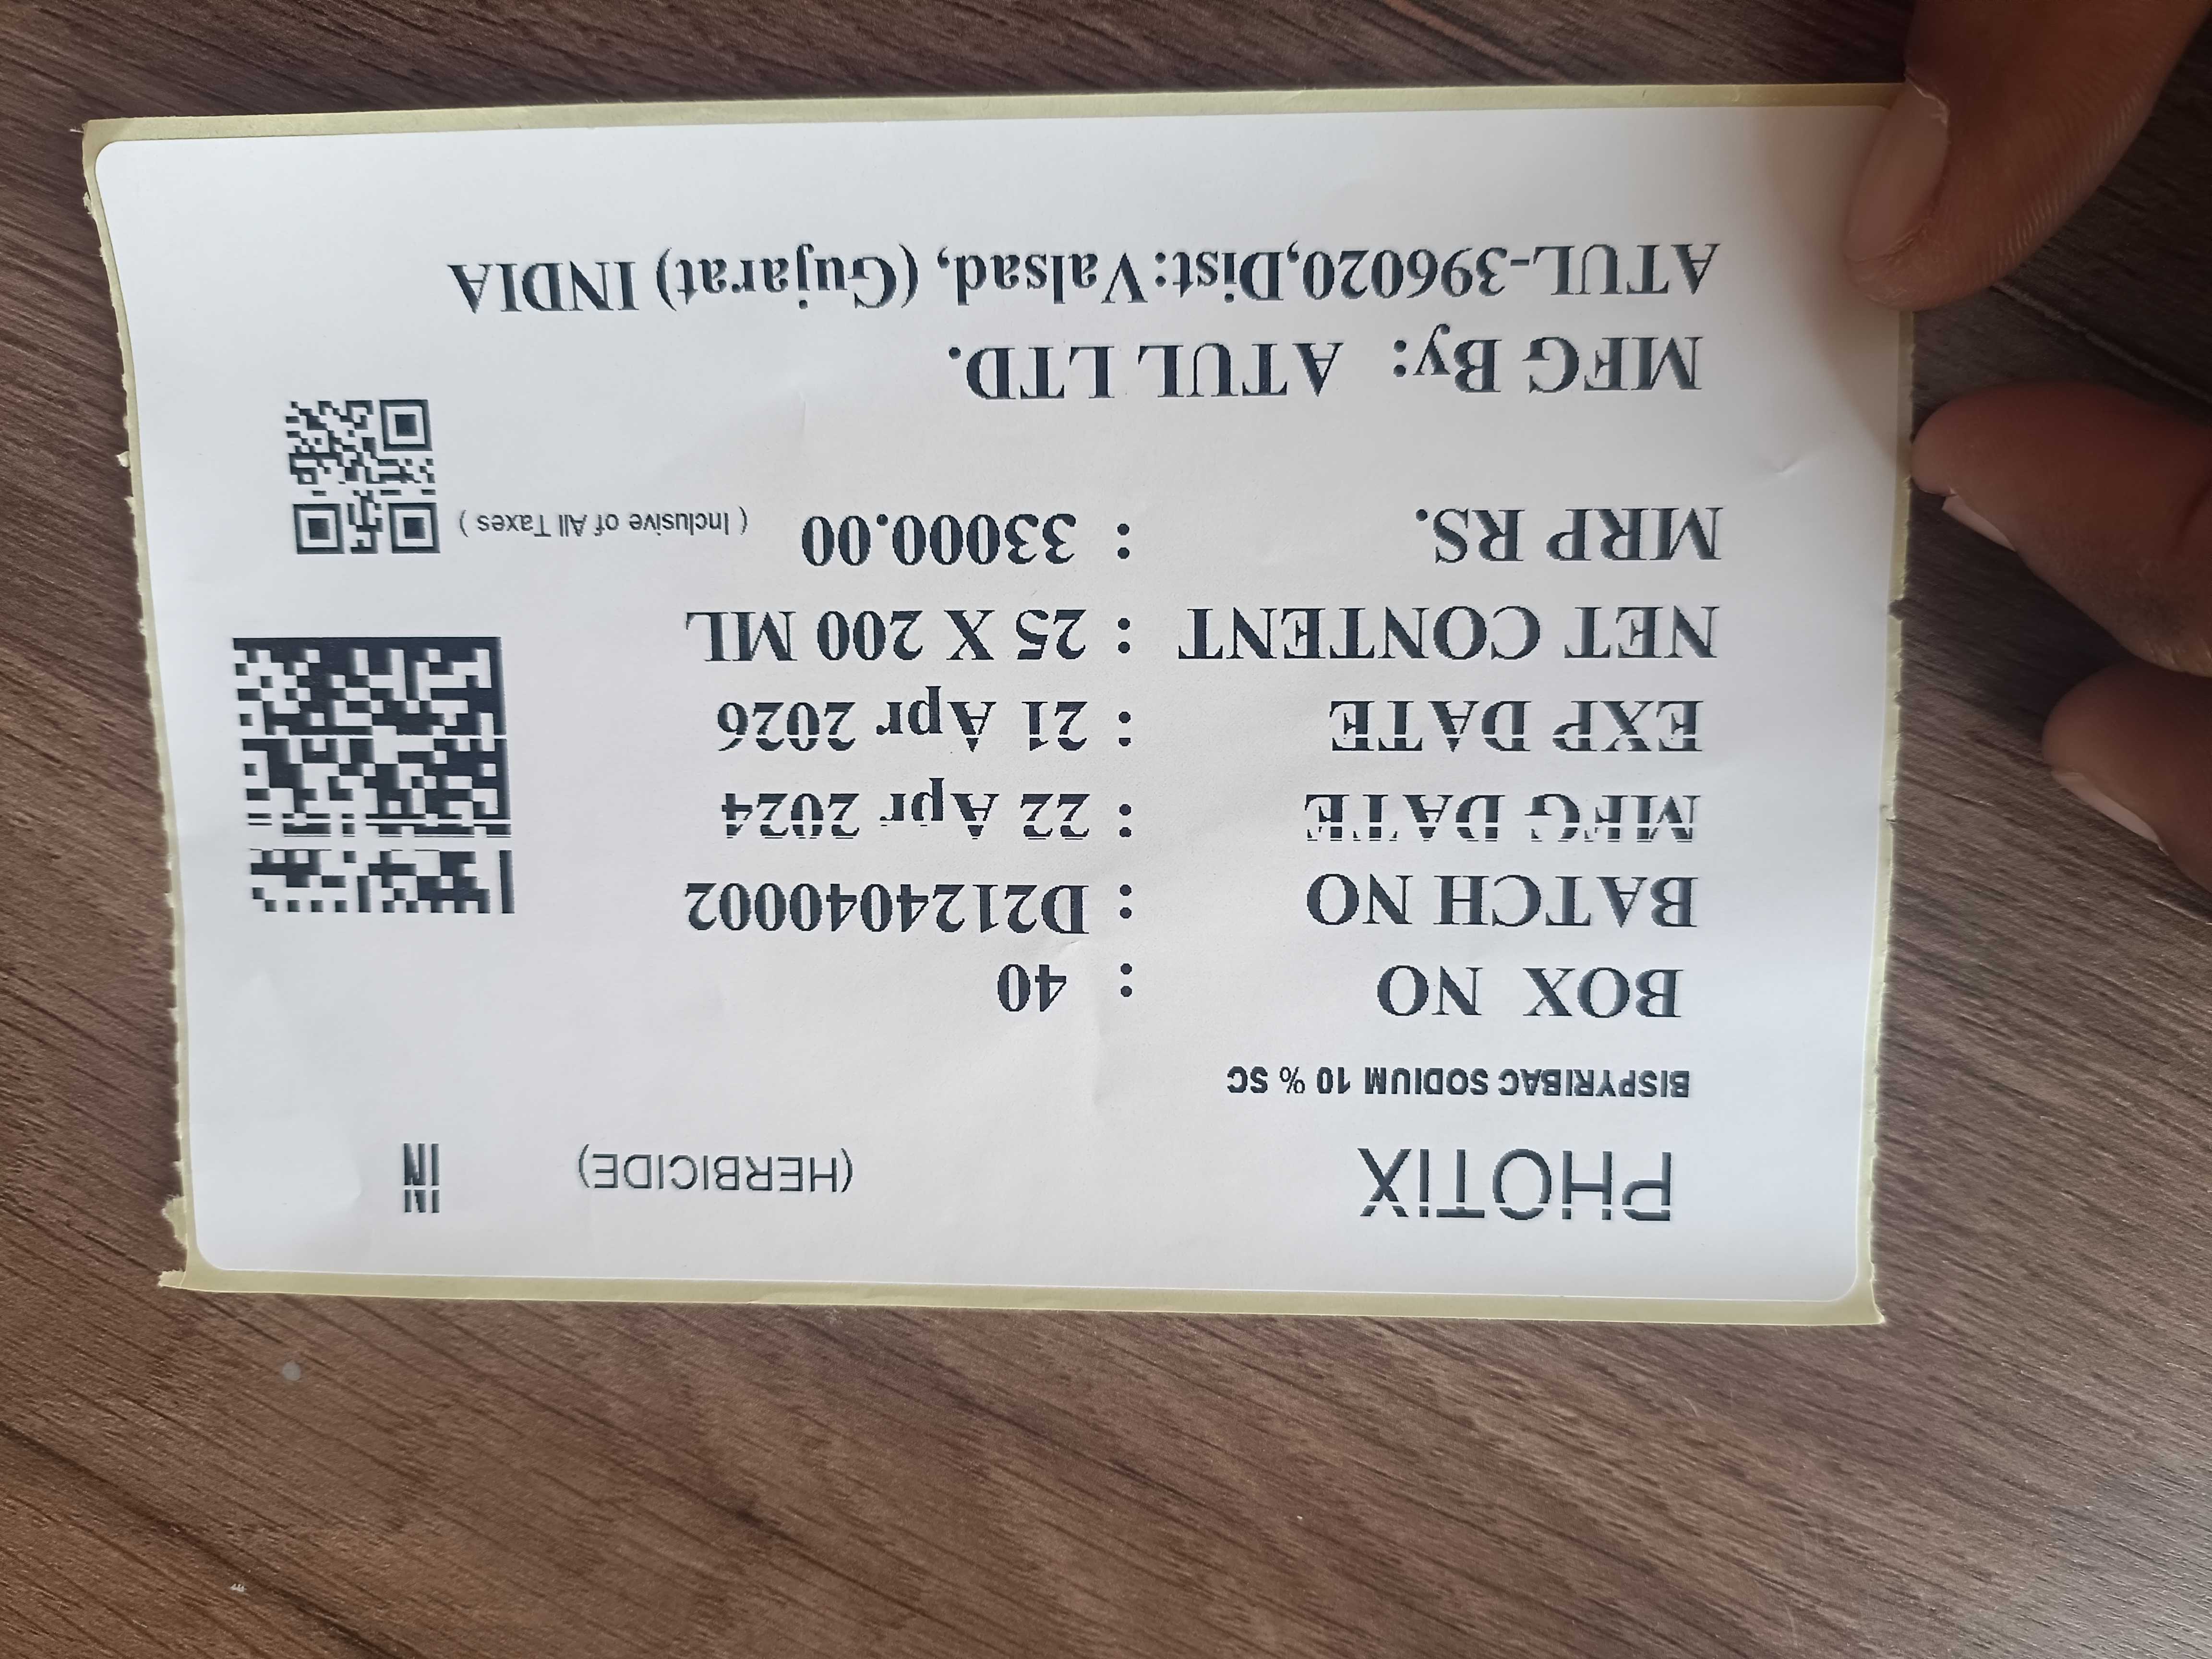 PHOTIX (HERBICIDE) IN
BISPYRIBAC SODIUM 10 % SC
BOX NO : 40
BATCH NO : D2124040002
MFG DATE : 22 Apr 2024
EXP DATE : 21 Apr 2026
NET CONTENT : 25 X 200 ML
MRP RS. : 33000.00 ( Inclusive of All Taxes )
MFG By: ATUL LTD.
ATUL-396020,Dist:Valsad, (Gujarat) INDIA